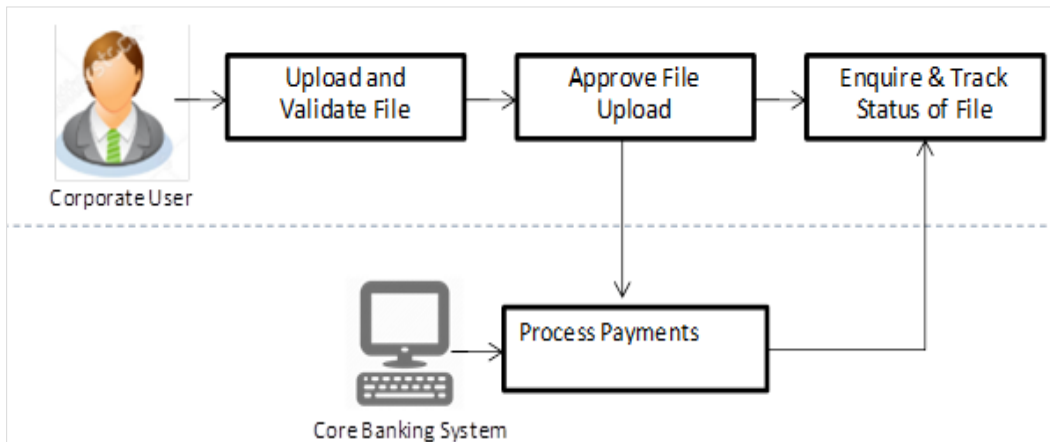 Upload and
Validate File
Approve File
Upload
Enquire & Track
Status of File
Corporate User
Process Payments
Core Banking System